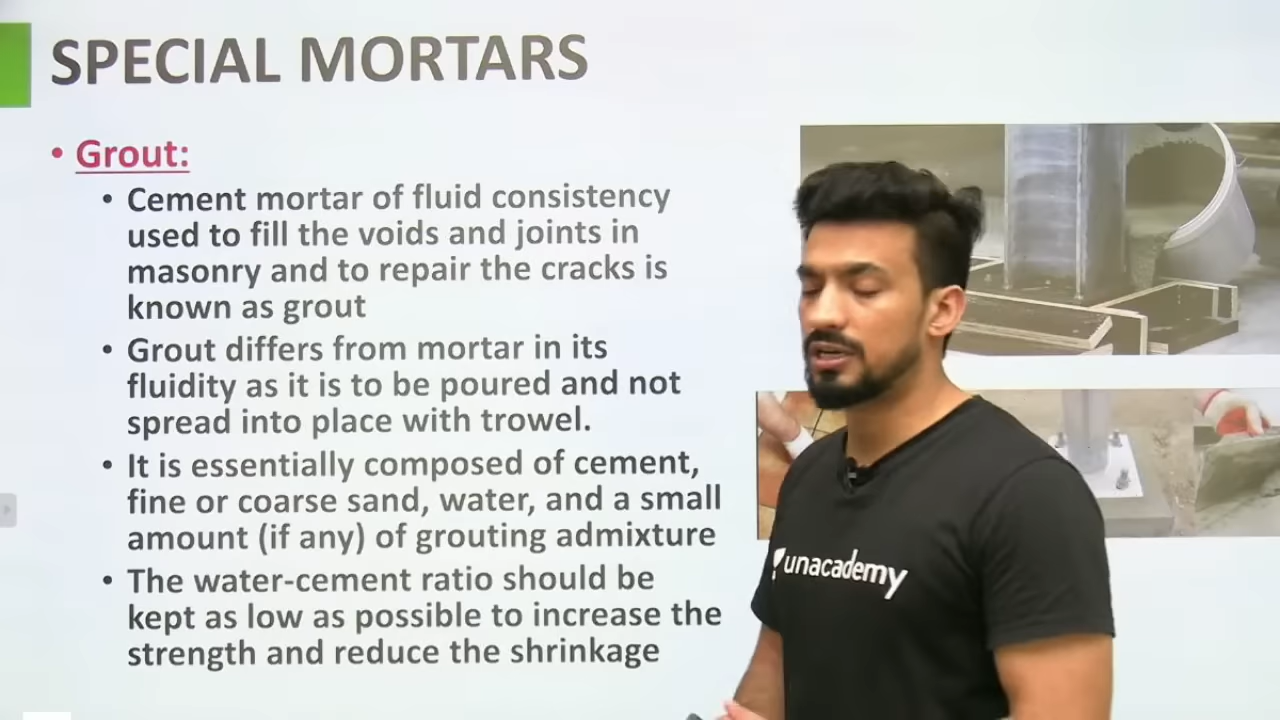 SPECIAL MORTARS
• Grout:
• Cement mortar of fluid consistency
used to fill the voids and joints in
masonry and to repair the cracks is
known as grout
• Grout differs from mortar in its
fluidity as it is to be poured and not
spread into place with trowel.
• It is essentially composed of cement,
fine or coarse sand, water, and a small
amount (if any) of grouting admixture
• The water-cement ratio should be
kept as low as possible to increase the
strength and reduce the shrinkage
unacademy